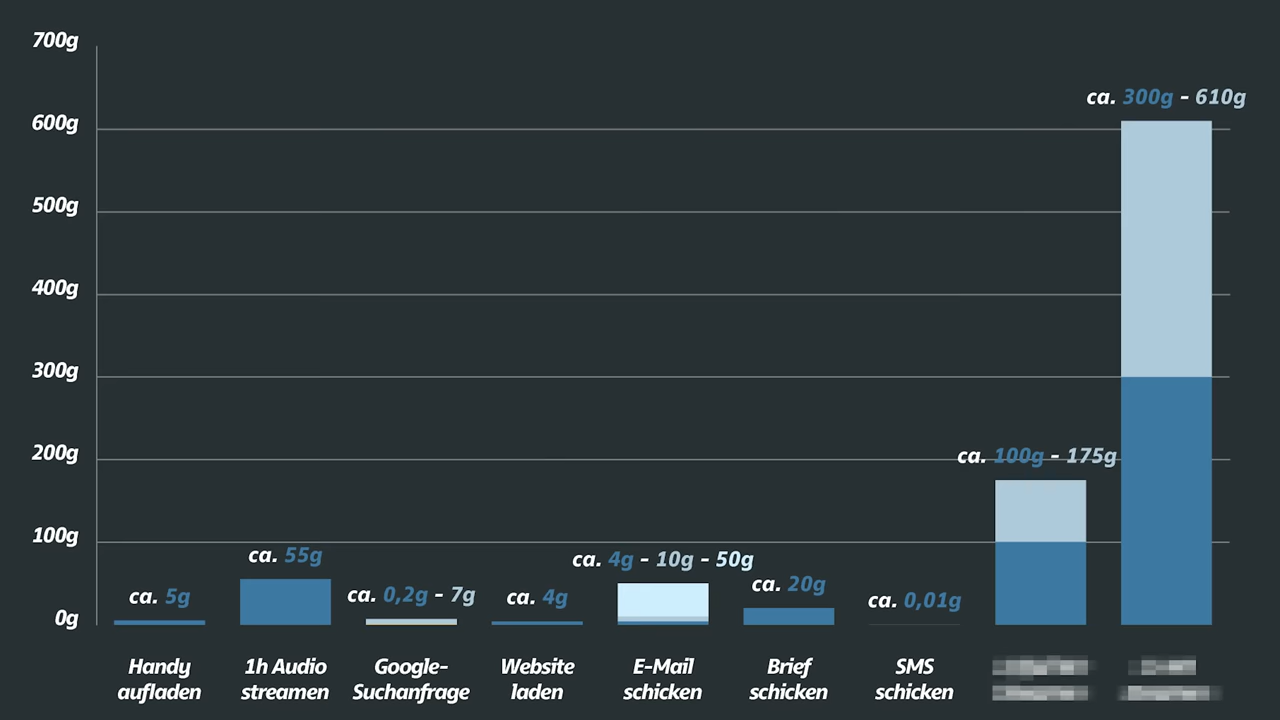 700g
600g
500g
400g
300g
200g
100g
0g
ca. 5g
ca. 55g
ca. 0,2g - 7g
ca. 4g
ca. 4g - 10g - 50g
ca. 20g
ca. 0,01g
ca. 100g - 175g
ca. 300g - 610g
Handy
aufladen
1h Audio
streamen
Google-
Suchanfrage
Website
laden
E-Mail
schicken
Brief
schicken
SMS
schicken